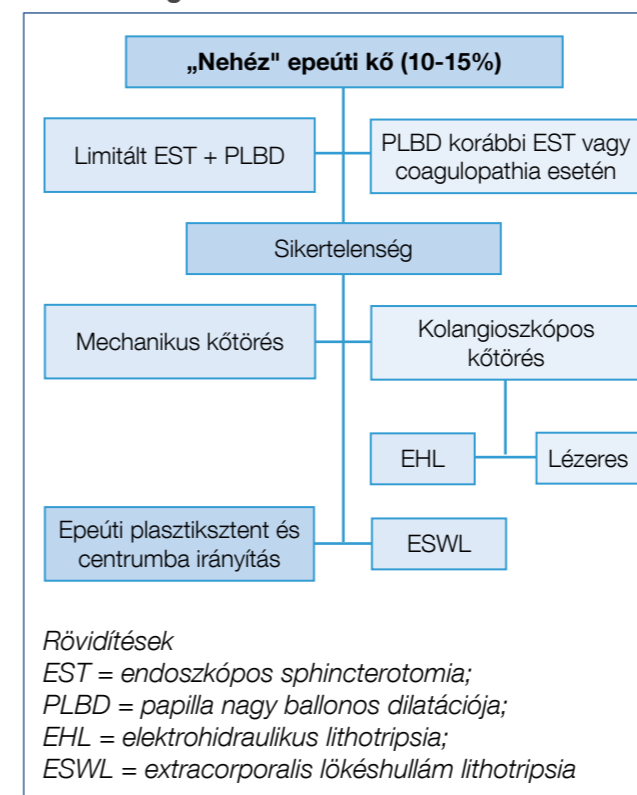 „Nehéz" epeúti kő (10-15%)
Limitált EST + PLBD
PLBD korábbi EST vagy
coagulopathia esetén
Sikertelenség
Mechanikus kőtörés
Kolangioszkópos
kőtörés
EHL
Lézeres
Epeúti plasztiksztent és
centrumba irányítás
ESWL
Rövidítések
EST = endoszkópos sphincterotomia;
PLBD = papilla nagy ballonos dilatációja;
EHL = elektrohidraulikus lithotripsia;
ESWL = extracorporalis lökéshullám lithotripsia